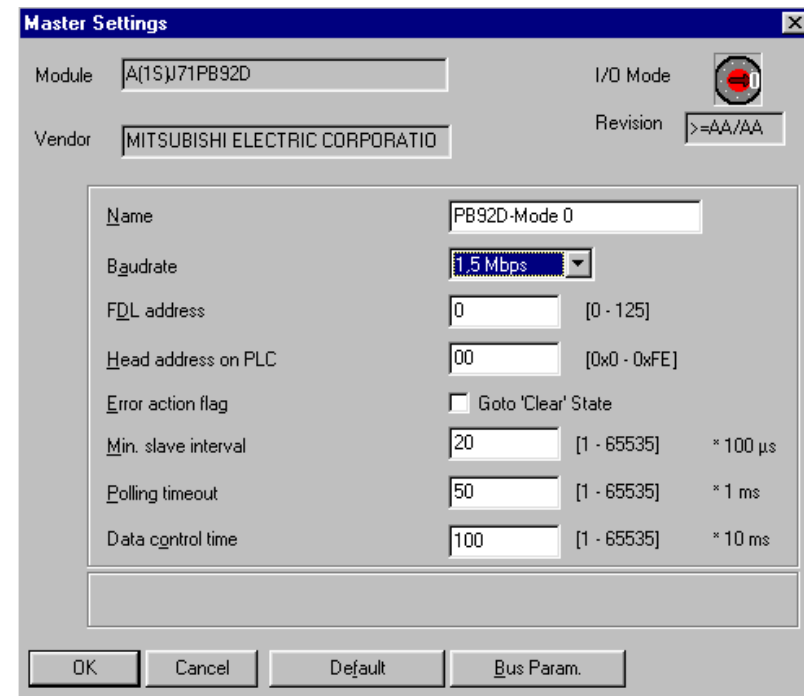 Master Settings
Module A(1S)J71PB92D I/O Mode 0
Vendor MITSUBISHI ELECTRIC CORPORATIO Revision >=AA/AA
Name PB92D-Mode 0
Baudrate 1,5 Mbps
FDL address 0 [0 - 125]
Head address on PLC 00 [0x0 - 0xFE]
Error action flag Goto 'Clear' State
Min. slave interval 20 [1 - 65535] * 100 µs
Polling timeout 50 [1 - 65535] * 1 ms
Data control time 100 [1 - 65535] * 10 ms
OK Cancel Default Bus Param.